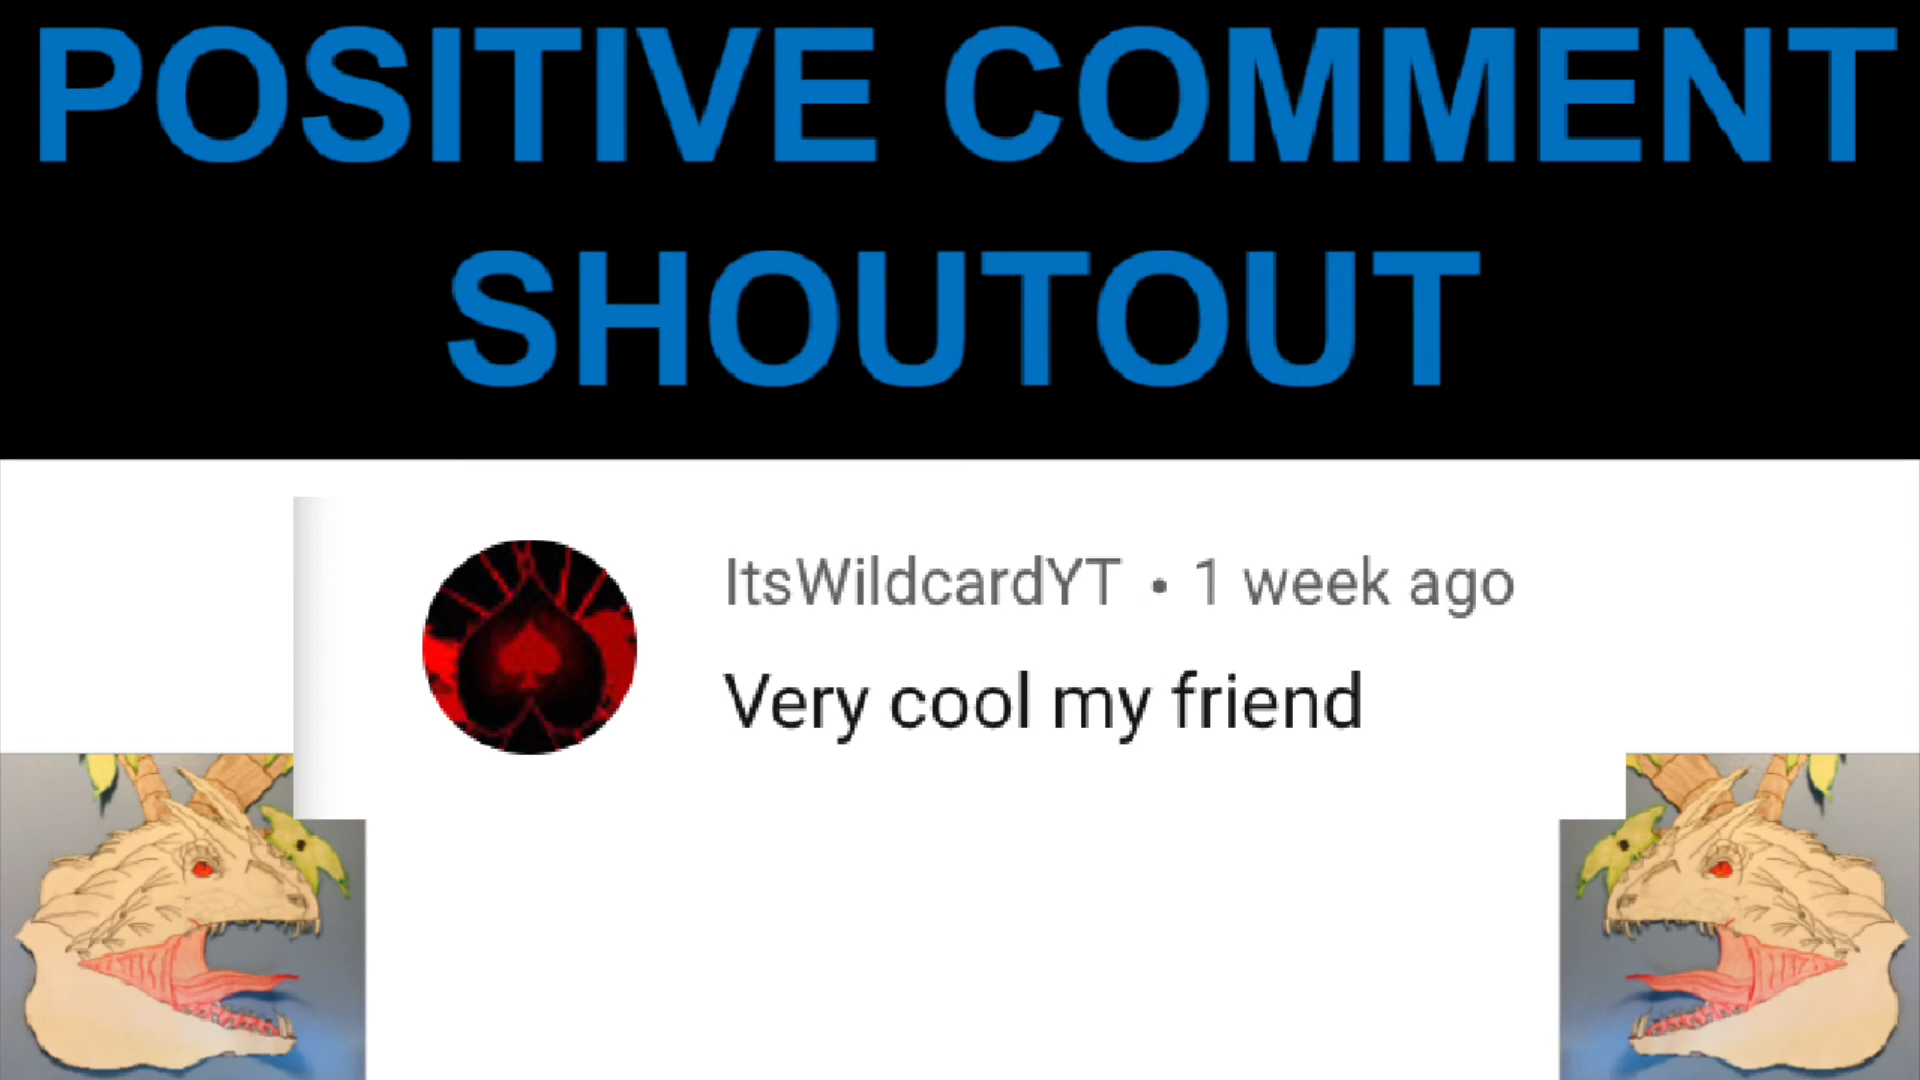 POSITIVE COMMENT
SHOUTOUT
ItsWildcardYT • 1 week ago
Very cool my friend